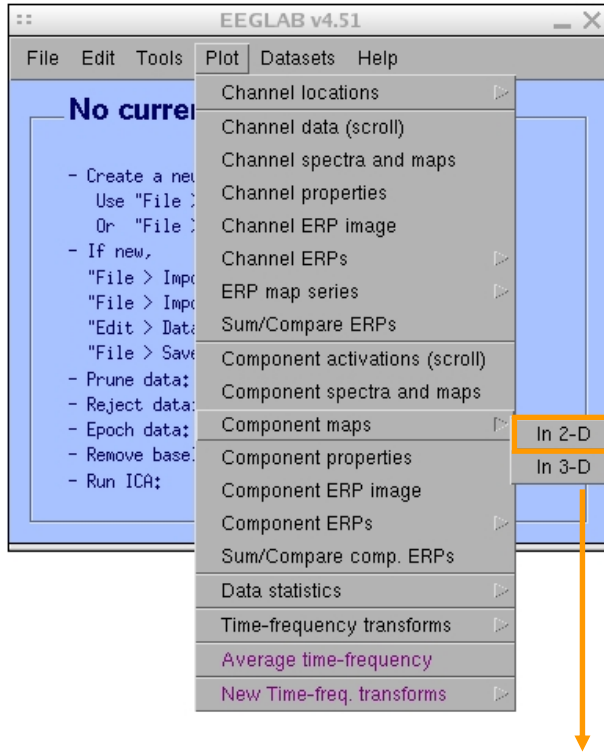 EEGLAB v4.51
File Edit Tools Plot Datasets Help
No curre
- Create a ne
Use "File
Or "File
- If new,
"File > Impo
"File > Impo
"Edit > Data
"File > Save
- Prune data:
- Reject data:
- Epoch data:
- Remove basel
- Run ICA:
Channel locations
Channel data (scroll)
Channel spectra and maps
Channel properties
Channel ERP image
Channel ERPs
ERP map series
Sum/Compare ERPs
Component activations (scroll)
Component spectra and maps
Component maps
Component properties
Component ERP image
Component ERPs
Sum/Compare comp. ERPs
Data statistics
Time-frequency transforms
Average time-frequency
New Time-freq. transforms
In 2-D
In 3-D